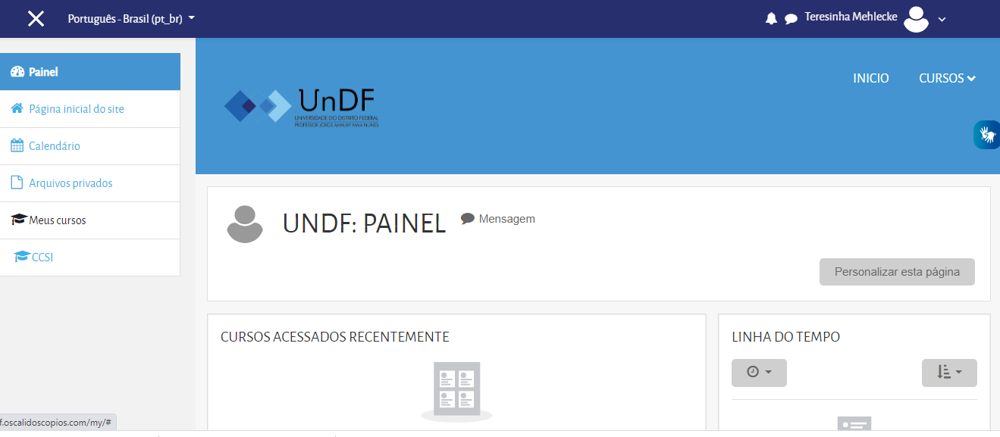 Português - Brasil (pt_br)
Teresinha Mehlecke
Painel
Página inicial do site
Calendário
Arquivos privados
Meus cursos
CCSI
INICIO
CURSOS
UnDF
UNIVERSIDADE DO DISTRITO FEDERAL
PROFESSOR JORGE AMAURY MAIA NUNES
UNDF: PAINEL
Mensagem
Personalizar esta página
CURSOS ACESSADOS RECENTEMENTE
LINHA DO TEMPO
f.oscalidoscopios.com/my/#